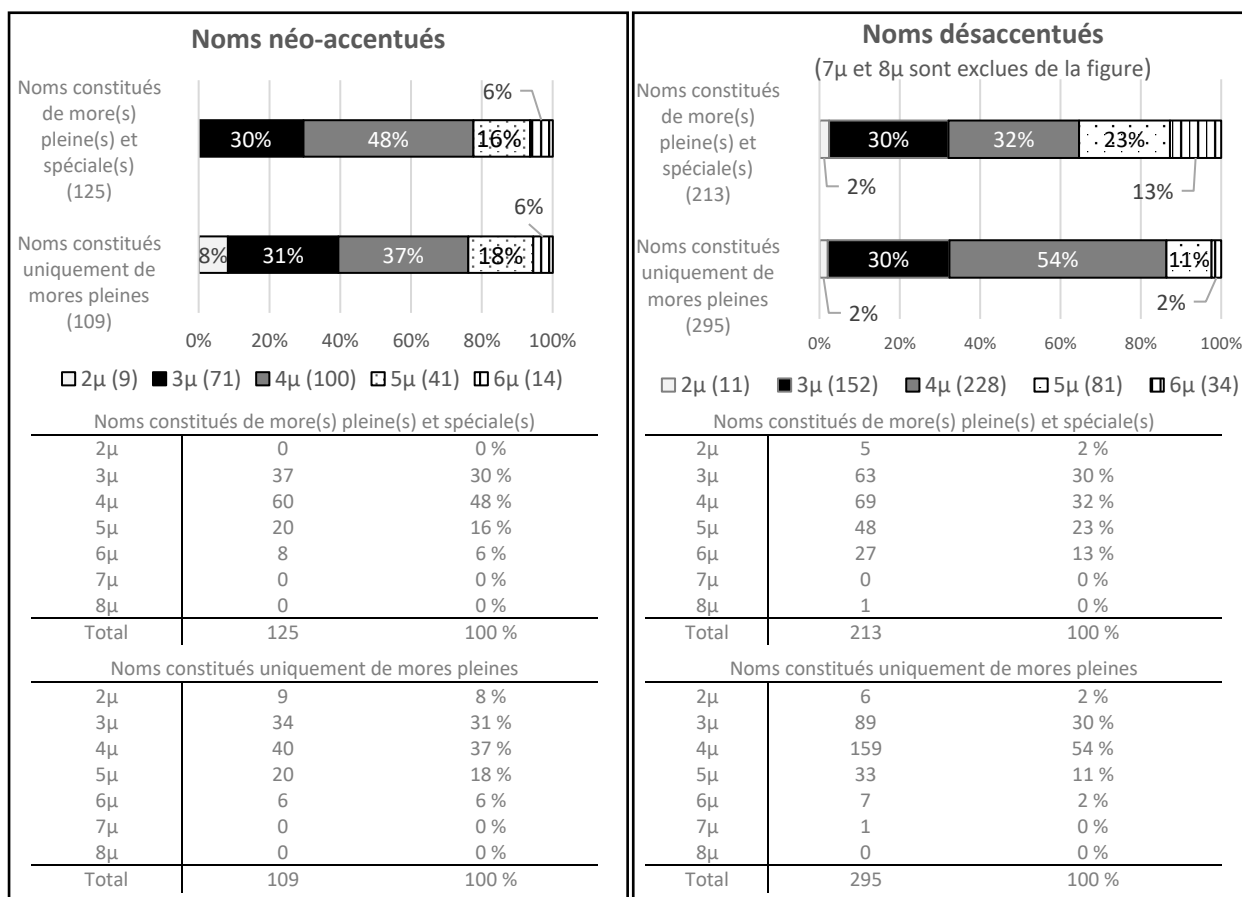 Noms néo-accentués
Noms constitués
de more(s)
pleine(s) et
spéciale(s)
(125)
6%
30% 48% 16%
Noms constitués
uniquement de
mores pleines
(109)
6%
8% 31% 37% 18%
0% 20% 40% 60% 80% 100%
2μ (9) 3μ (71) 4μ (100) 5μ (41) 6μ (14)
Noms constitués de more(s) pleine(s) et spéciale(s)
2μ 0 0 %
3μ 37 30 %
4μ 60 48 %
5μ 20 16 %
6μ 8 6 %
7μ 0 0 %
8μ 0 0 %
Total 125 100 %
Noms constitués uniquement de mores pleines
2μ 9 8 %
3μ 34 31 %
4μ 40 37 %
5μ 20 18 %
6μ 6 6 %
7μ 0 0 %
8μ 0 0 %
Total 109 100 %
Noms désaccentués
(7μ et 8μ sont exclues de la figure)
Noms constitués
de more(s)
pleine(s) et
spéciale(s)
(213)
30% 32% 23%
2% 13%
Noms constitués
uniquement de
mores pleines
(295)
30% 54% 11%
2% 2%
0% 20% 40% 60% 80% 100%
2μ (11) 3μ (152) 4μ (228) 5μ (81) 6μ (34)
Noms constitués de more(s) pleine(s) et spéciale(s)
2μ 5 2 %
3μ 63 30 %
4μ 69 32 %
5μ 48 23 %
6μ 27 13 %
7μ 0 0 %
8μ 1 0 %
Total 213 100 %
Noms constitués uniquement de mores pleines
2μ 6 2 %
3μ 89 30 %
4μ 159 54 %
5μ 33 11 %
6μ 7 2 %
7μ 1 0 %
8μ 0 0 %
Total 295 100 %